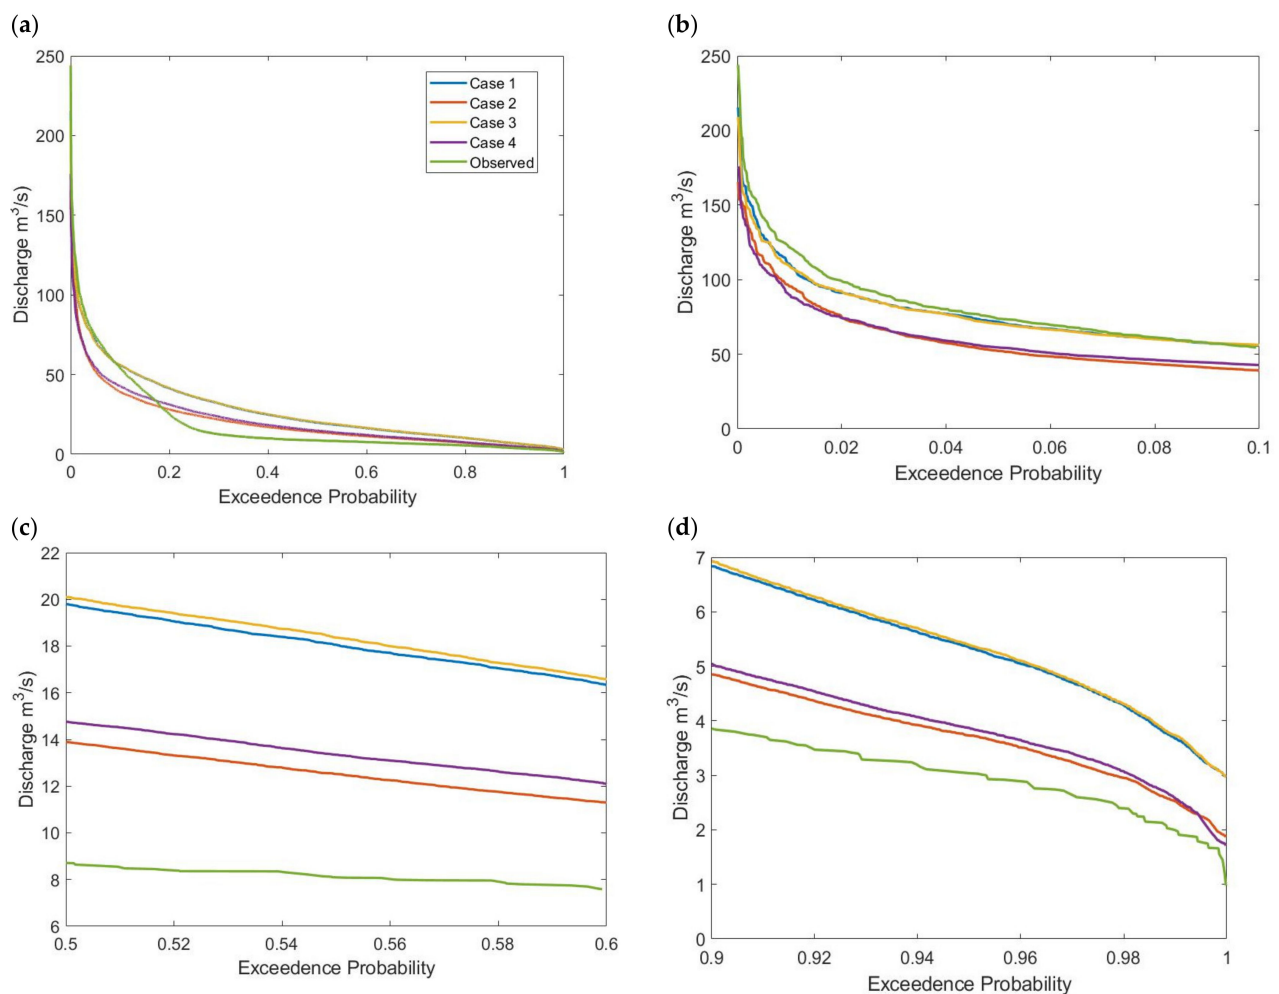 (a)
250
200
150
100
50
0
Discharge m³/s)
0 0.2 0.4 0.6 0.8 1
Exceedence Probability
Case 1
Case 2
Case 3
Case 4
Observed
(b)
250
200
150
100
50
0
Discharge m³/s)
0 0.02 0.04 0.06 0.08 0.1
Exceedence Probability
(c)
22
20
18
16
14
12
10
8
6
Discharge m³/s)
0.5 0.52 0.54 0.56 0.58 0.6
Exceedence Probability
(d)
7
6
5
4
3
2
1
0
Discharge m³/s)
0.9 0.92 0.94 0.96 0.98 1
Exceedence Probability